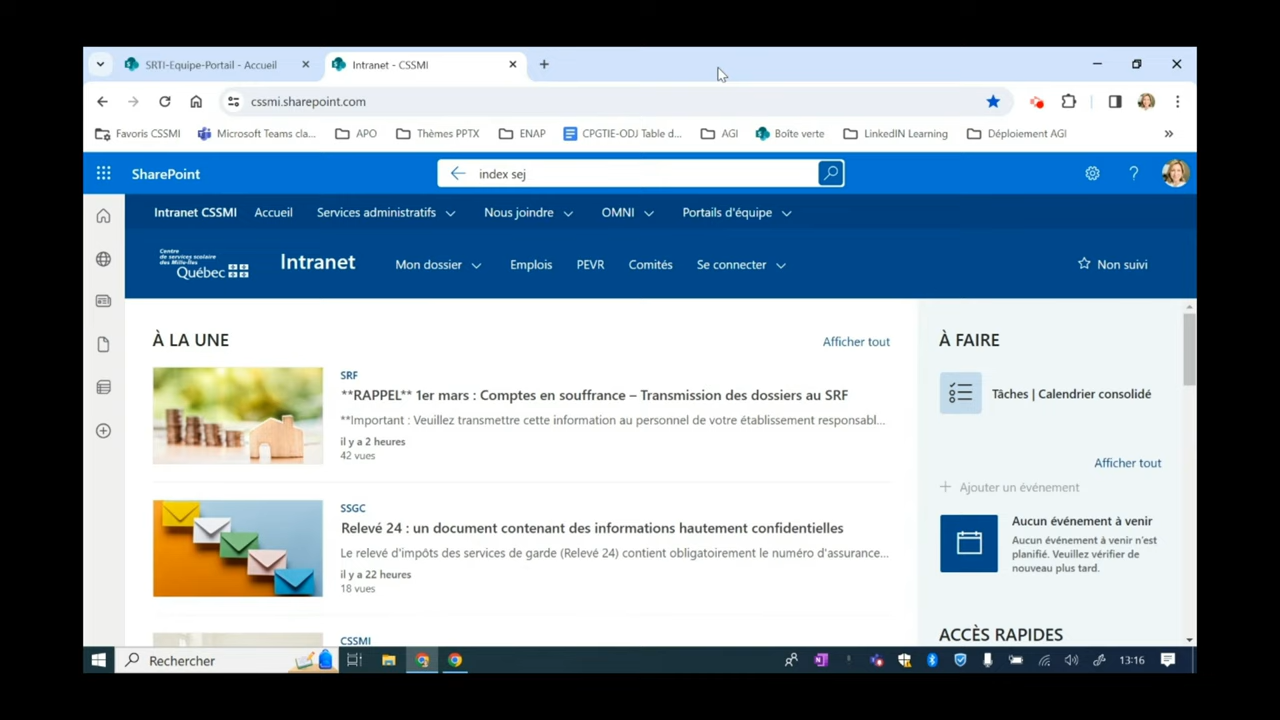 SRTI-Equipe-Portail - Accueil
Intranet - CSSMI
cssmi.sharepoint.com
Favoris CSSMI
Microsoft Teams cla...
APO
Thèmes PPTX
ENAP
CPGTIE-ODJ Table d...
AGI
Boîte verte
LinkedIN Learning
Déploiement AGI
»
SharePoint
index sej
?
Intranet CSSMI
Accueil
Services administratifs
Nous joindre
OMNI
Portails d'équipe
Centre
de services scolaire
des Mille-Îles
Québec
Intranet
Mon dossier
Emplois
PEVR
Comités
Se connecter
Non suivi
À LA UNE
Afficher tout
SRF
**RAPPEL** 1er mars : Comptes en souffrance – Transmission des dossiers au SRF
**Important : Veuillez transmettre cette information au personnel de votre établissement responsabl...
il y a 2 heures
42 vues
SSGC
Relevé 24 : un document contenant des informations hautement confidentielles
Le relevé d'impôts des services de garde (Relevé 24) contient obligatoirement le numéro d'assurance...
il y a 22 heures
18 vues
CSSMI
À FAIRE
Tâches | Calendrier consolidé
Afficher tout
+ Ajouter un événement
Aucun événement à venir
Aucun événement à venir n'est
planifié. Veuillez vérifier de
nouveau plus tard.
ACCÈS RAPIDES
Rechercher
13:16